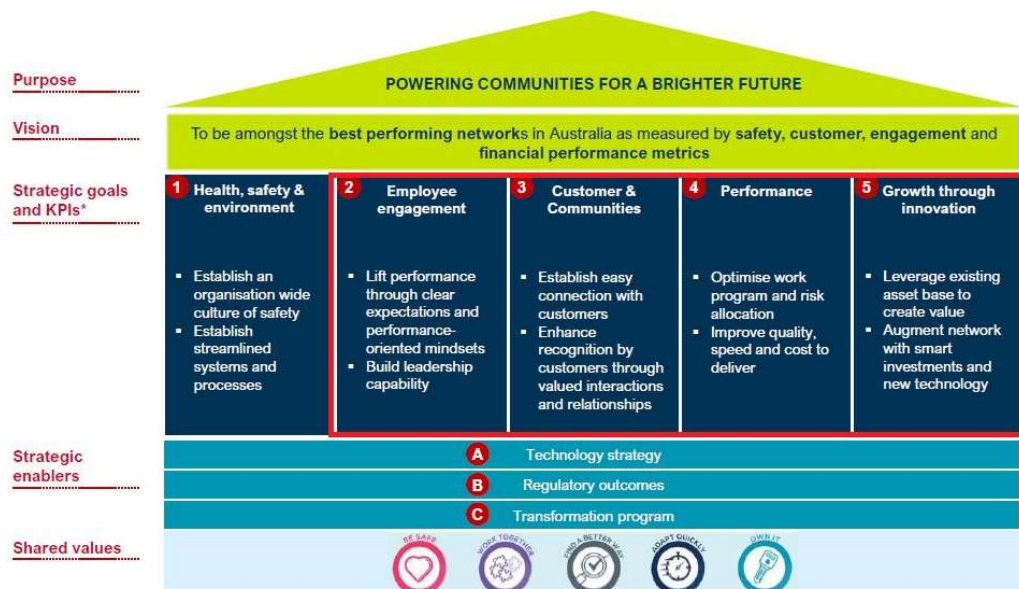 Purpose
POWERING COMMUNITIES FOR A BRIGHTER FUTURE
Vision
To be amongst the best performing networks in Australia as measured by safety, customer, engagement and
financial performance metrics
Strategic goals
and KPIs*
1 Health, safety &
environment
▪ Establish an
organisation wide
culture of safety
▪ Establish
streamlined
systems and
processes
2 Employee
engagement
▪ Lift performance
through clear
expectations and
performance-
oriented mindsets
▪ Build leadership
capability
3 Customer &
Communities
▪ Establish easy
connection with
customers
▪ Enhance
recognition by
customers through
valued interactions
and relationships
4 Performance
▪ Optimise work
program and risk
allocation
▪ Improve quality,
speed and cost to
deliver
5 Growth through
innovation
▪ Leverage existing
asset base to
create value
▪ Augment network
with smart
investments and
new technology
Strategic
enablers
A Technology strategy
B Regulatory outcomes
C Transformation program
Shared values
BE SAFE
WORK TOGETHER
FIND A BETTER WAY
ADAPT QUICKLY
OWN IT